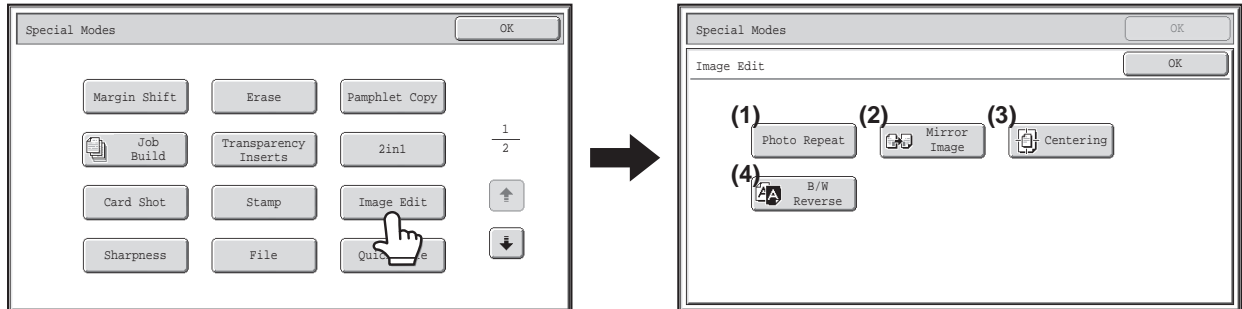 Special Modes
OK
Margin Shift
Erase
Pamphlet Copy
Job
Build
Transparency
Inserts
2in1
1
2
Card Shot
Stamp
Image Edit
Sharpness
File
Special Modes
OK
Image Edit
OK
(1)
Photo Repeat
(2)
Mirror
Image
(3)
Centering
(4)
B/W
Reverse